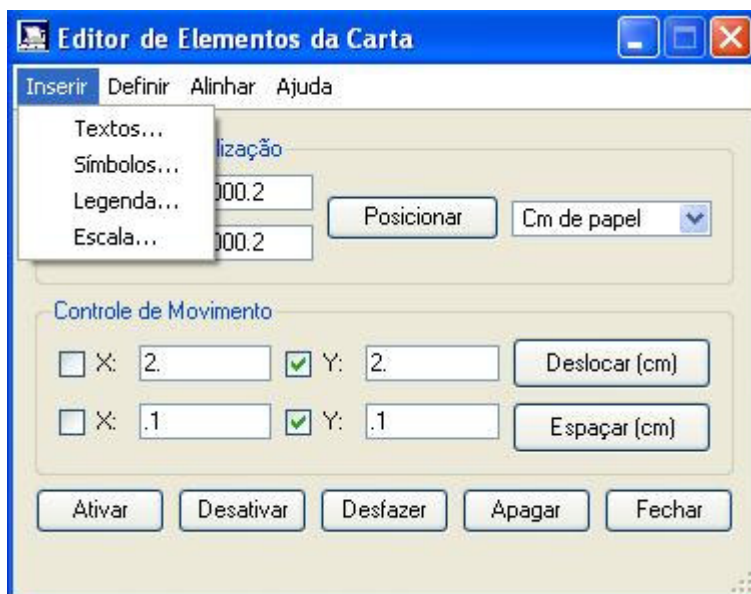 Editor de Elementos da Carta
Inserir Definir Alinhar Ajuda
Textos...
Símbolos...
Legenda...
Escala...
lização
000.2
Posicionar
Cm de papel
000.2
Controle de Movimento
X: 2. Y: 2. Deslocar (cm)
X: .1 Y: .1 Espaçar (cm)
Ativar Desativar Desfazer Apagar Fechar